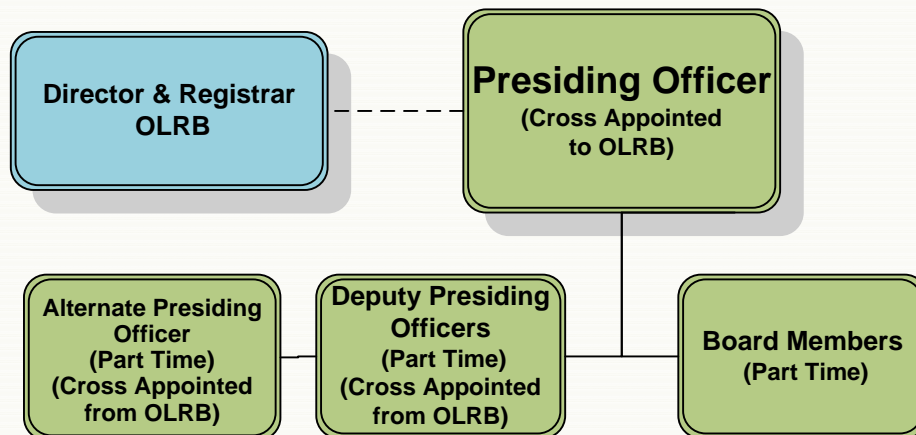 Director & Registrar
OLRB
Presiding Officer
(Cross Appointed
to OLRB)
Alternate Presiding
Officer
(Part Time)
(Cross Appointed
from OLRB)
Deputy Presiding
Officers
(Part Time)
(Cross Appointed
from OLRB)
Board Members
(Part Time)